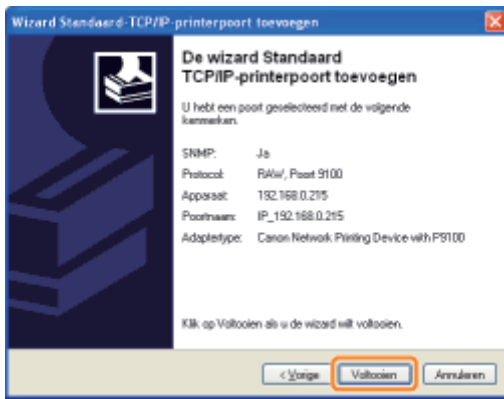 Wizard Standaard-TCP/IP-printerpoort toevoegen
De wizard Standaard
TCP/IP-printerpoort toevoegen
U hebt een poort geselecteerd met de volgende
kenmerken.
SNMP: Ja
Protocol: RAW, Poort 9100
Apparaat: 192.168.0.215
Poortnaam: IP_192.168.0.215
Adaptertype: Canon Network Printing Device with P9100
Klik op Voltooien als u de wizard wilt voltooien.
< Vorige Voltooien Annuleren